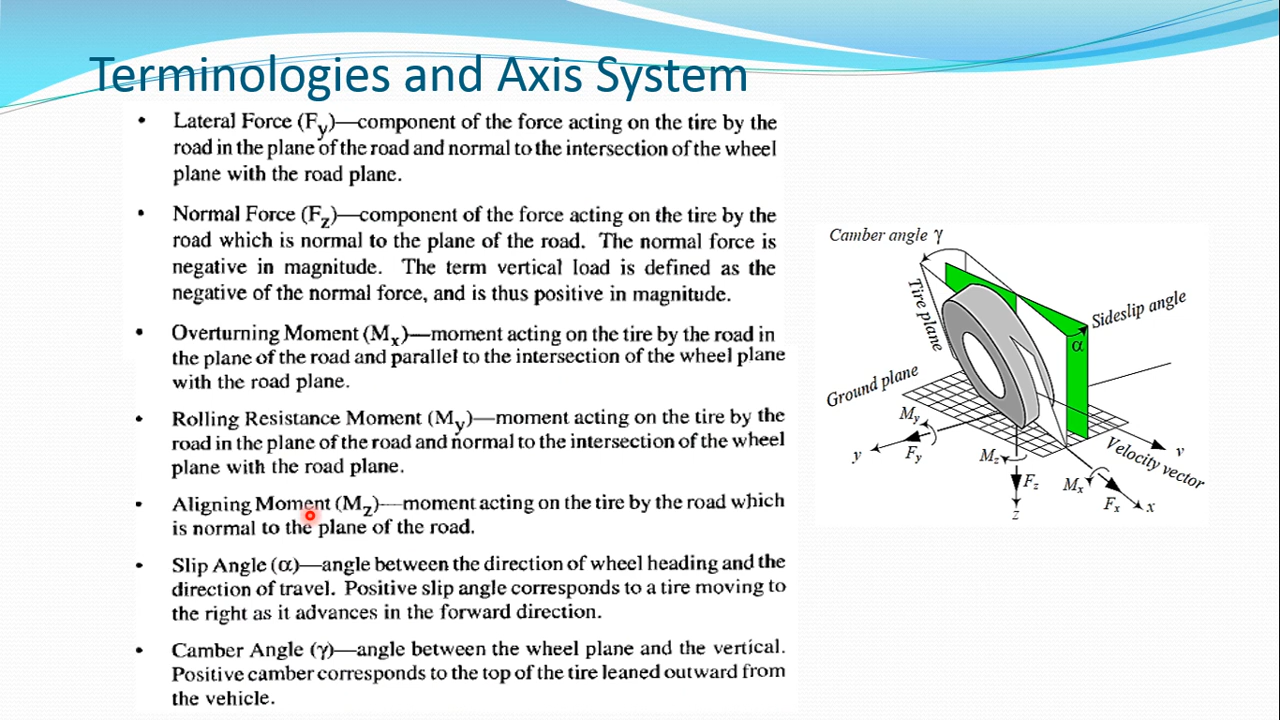 Terminologies and Axis System
• Lateral Force (Fy)—component of the force acting on the tire by the
road in the plane of the road and normal to the intersection of the wheel
plane with the road plane.
• Normal Force (Fz)—component of the force acting on the tire by the
road which is normal to the plane of the road. The normal force is
negative in magnitude. The term vertical load is defined as the
negative of the normal force, and is thus positive in magnitude.
• Overturning Moment (Mx)—moment acting on the tire by the road in
the plane of the road and parallel to the intersection of the wheel plane
with the road plane.
• Rolling Resistance Moment (My)—moment acting on the tire by the
road in the plane of the road and normal to the intersection of the wheel
plane with the road plane.
• Aligning Moment (Mz)—moment acting on the tire by the road which
is normal to the plane of the road.
• Slip Angle (α)—angle between the direction of wheel heading and the
direction of travel. Positive slip angle corresponds to a tire moving to
the right as it advances in the forward direction.
• Camber Angle (γ)—angle between the wheel plane and the vertical.
Positive camber corresponds to the top of the tire leaned outward from
the vehicle.
Camber angle γ
Tire plane
Sideslip angle
α
Ground plane
My
Fy
y
Mz
Fz
z
Mx
Fx
x
v
Velocity vector